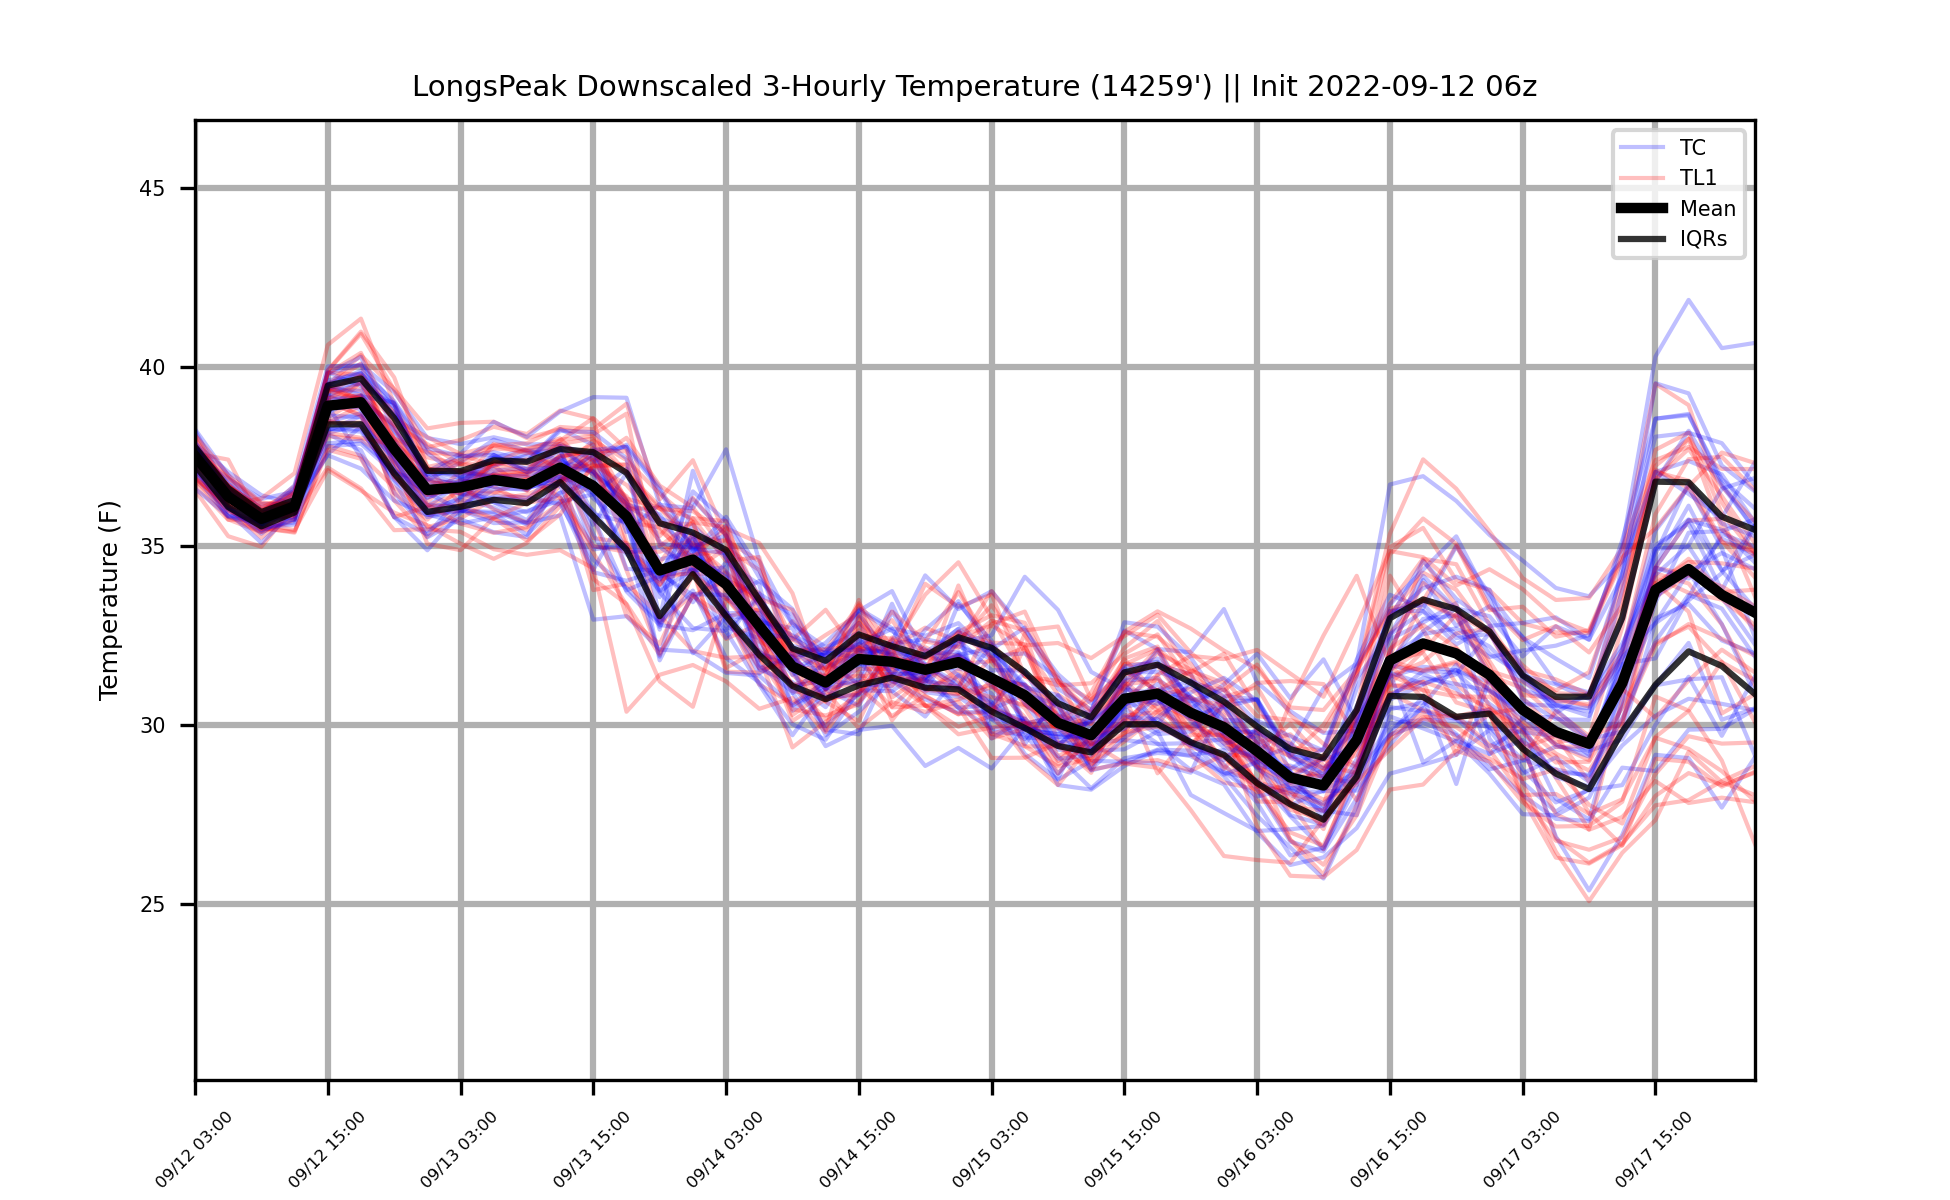 LongsPeak Downscaled 3-Hourly Temperature (14259') || Init 2022-09-12 06z
TC
TL1
Mean
IQRs
Temperature (F)
45
40
35
30
25
09/12 03:00
09/12 15:00
09/13 03:00
09/13 15:00
09/14 03:00
09/14 15:00
09/15 03:00
09/15 15:00
09/16 03:00
09/16 15:00
09/17 03:00
09/17 15:00